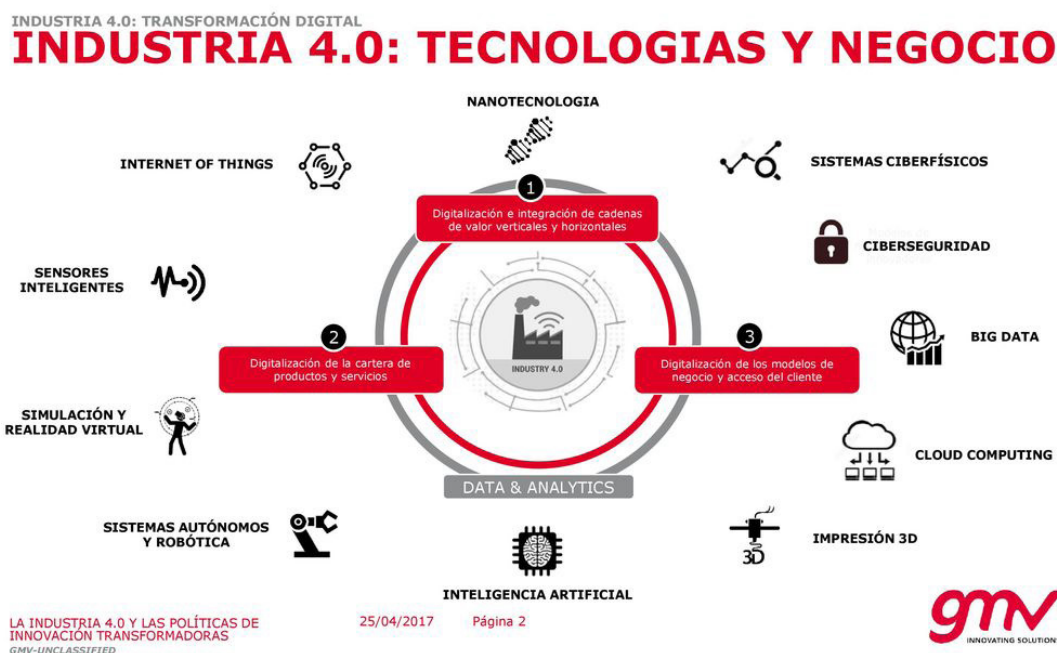 INDUSTRIA 4.0: TRANSFORMACIÓN DIGITAL
INDUSTRIA 4.0: TECNOLOGIAS Y NEGOCIO
NANOTECNOLOGIA
INTERNET OF THINGS
SISTEMAS CIBERFÍSICOS
1
Digitalización e integración de cadenas
de valor verticales y horizontales
CIBERSEGURIDAD
SENSORES
INTELIGENTES
2
Digitalización de la cartera de
productos y servicios
INDUSTRY 4.0
3
Digitalización de los modelos de
negocio y acceso del cliente
BIG DATA
SIMULACIÓN Y
REALIDAD VIRTUAL
CLOUD COMPUTING
DATA & ANALYTICS
SISTEMAS AUTÓNOMOS
Y ROBÓTICA
3D
IMPRESIÓN 3D
INTELIGENCIA ARTIFICIAL
LA INDUSTRIA 4.0 Y LAS POLÍTICAS DE
INNOVACIÓN TRANSFORMADORAS
GMV-UNCLASSIFIED
25/04/2017
Página 2
gmv
INNOVATING SOLUTIONS